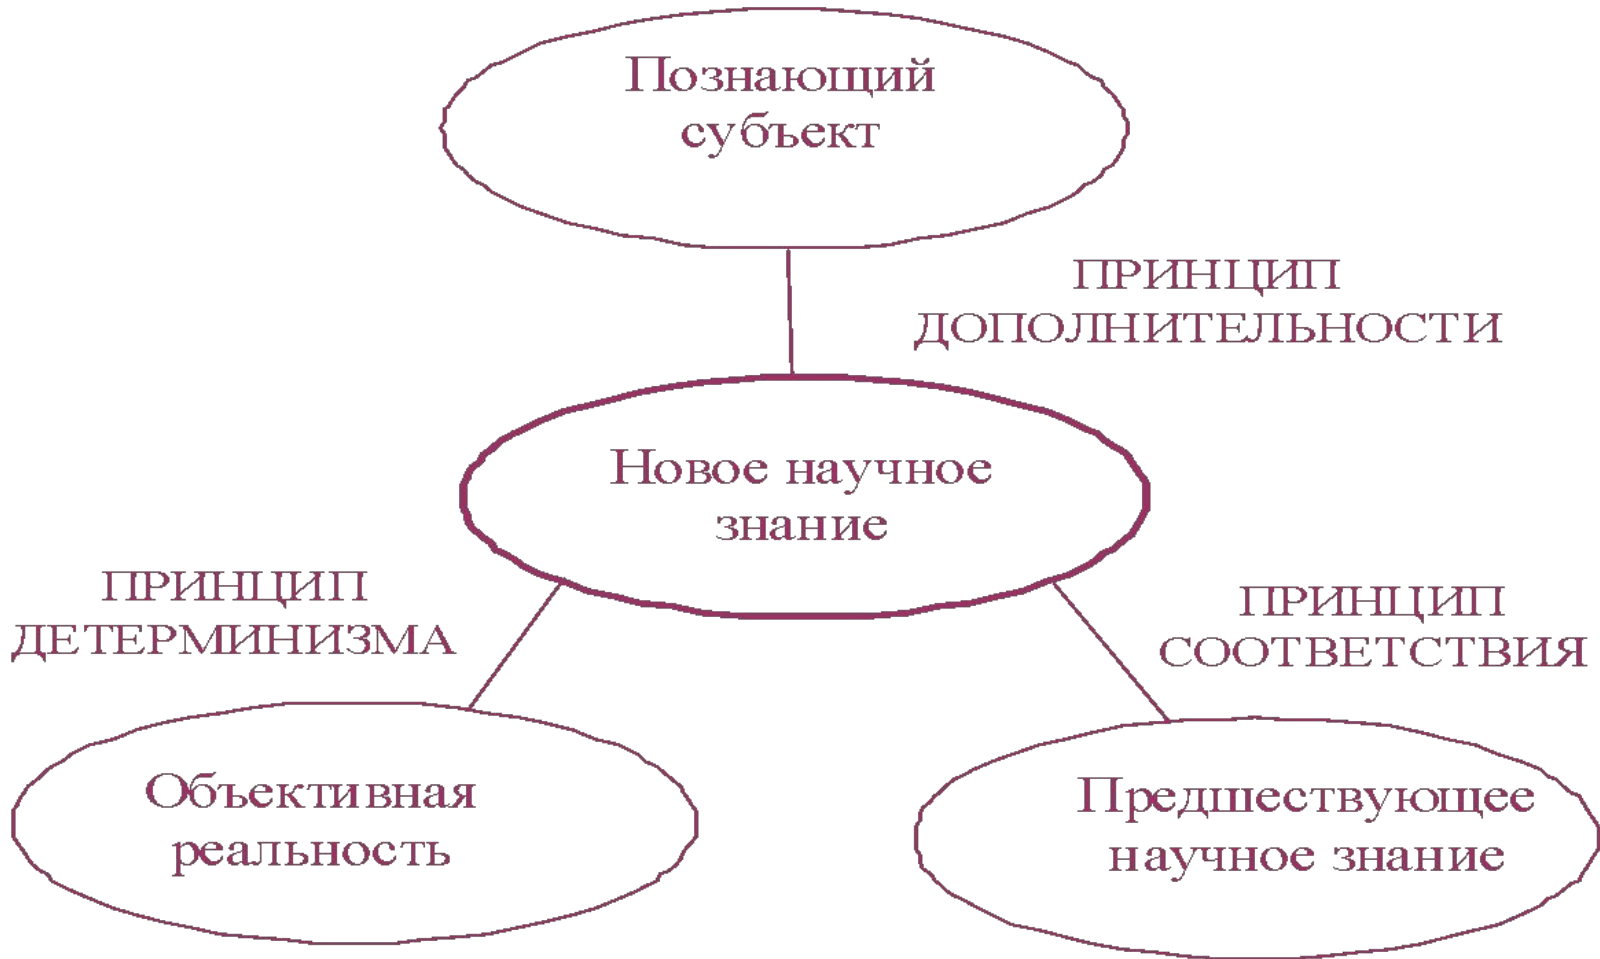 Познающий
субъект
ПРИНЦИП
ДОПОЛНИТЕЛЬНОСТИ
Новое научное
знание
ПРИНЦИП
ДЕТЕРМИНИЗМА
ПРИНЦИП
СООТВЕТСТВИЯ
Объективная
реальность
Предшествующее
научное знание